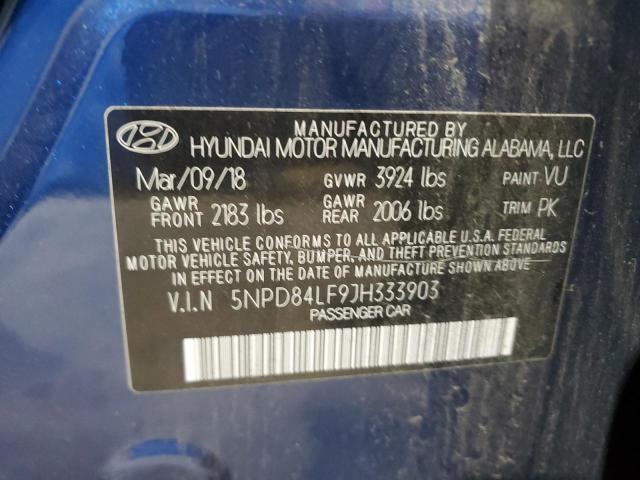 MANUFACTURED BY
HYUNDAI MOTOR MANUFACTURING ALABAMA, LLC
Mar/09/18 GVWR 3924 lbs PAINT VU
GAWR FRONT 2183 lbs GAWR REAR 2006 lbs TRIM PK
THIS VEHICLE CONFORMS TO ALL APPLICABLE U.S.A. FEDERAL
MOTOR VEHICLE SAFETY, BUMPER, AND THEFT PREVENTION STANDARDS
IN EFFECT ON THE DATE OF MANUFACTURE SHOWN ABOVE.
V.I.N 5NPD84LF9JH333903
PASSENGER CAR